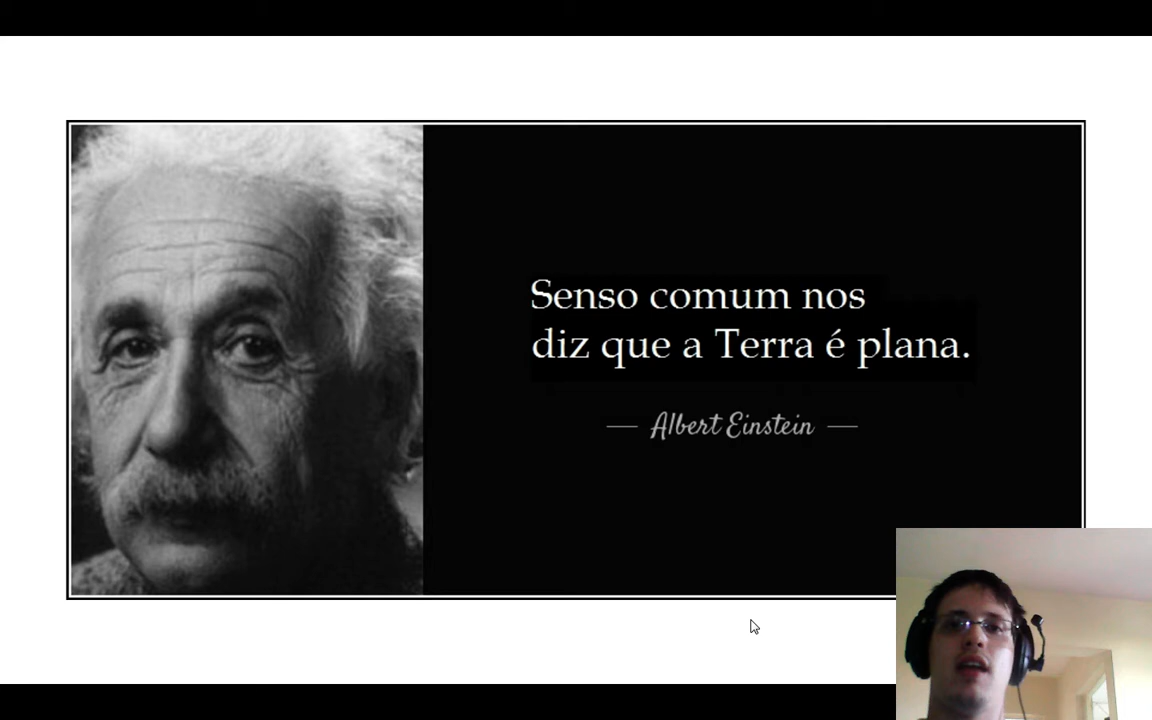 Senso comum nos
diz que a Terra é plana.
Albert Einstein